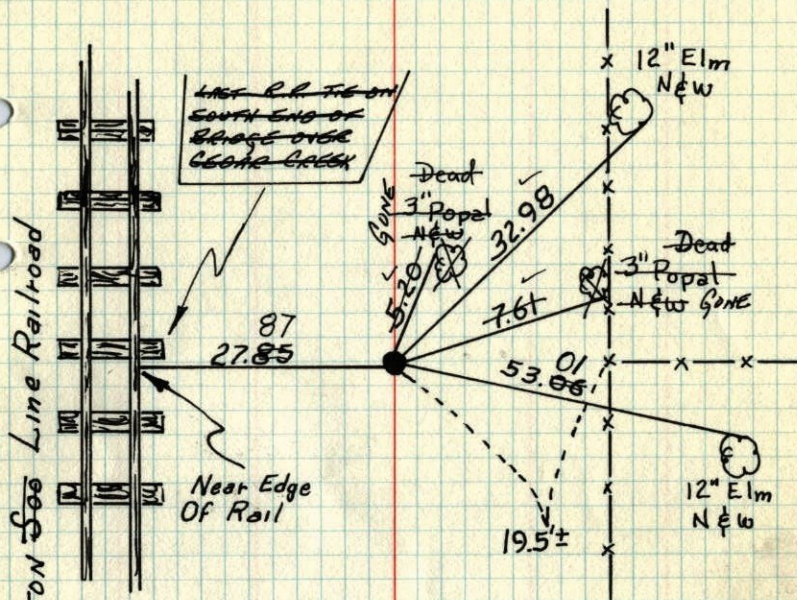 12" Elm
N&W
LAST R.R. TIE ON
SOUTH END OF
BRIDGE OVER
CEDAR CREEK
Dead
3" Popal
N&W
GONE
5.20
32.98
Dead
3" Popal
N&W GONE
7.61
87
27.85
01
53.06
12" Elm
N & W
Near Edge
Of Rail
19.5'±
TON Soo Line Railroad